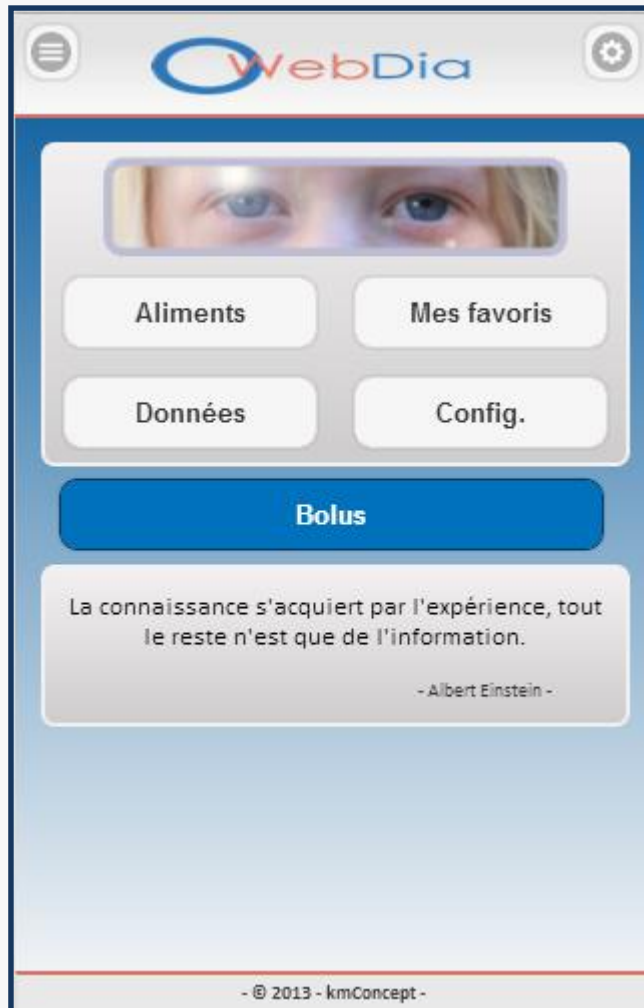 WebDia
Aliments
Mes favoris
Données
Config.
Bolus
La connaissance s'acquiert par l'expérience, tout
le reste n'est que de l'information.
- Albert Einstein -
- © 2013 - kmConcept -